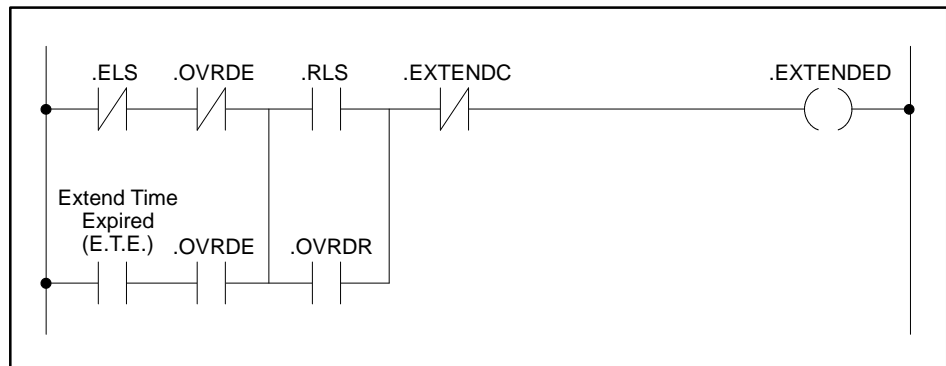 .ELS .OVRDE .RLS .EXTENDC .EXTENDED
Extend Time
Expired
(E.T.E.) .OVRDE .OVRDR